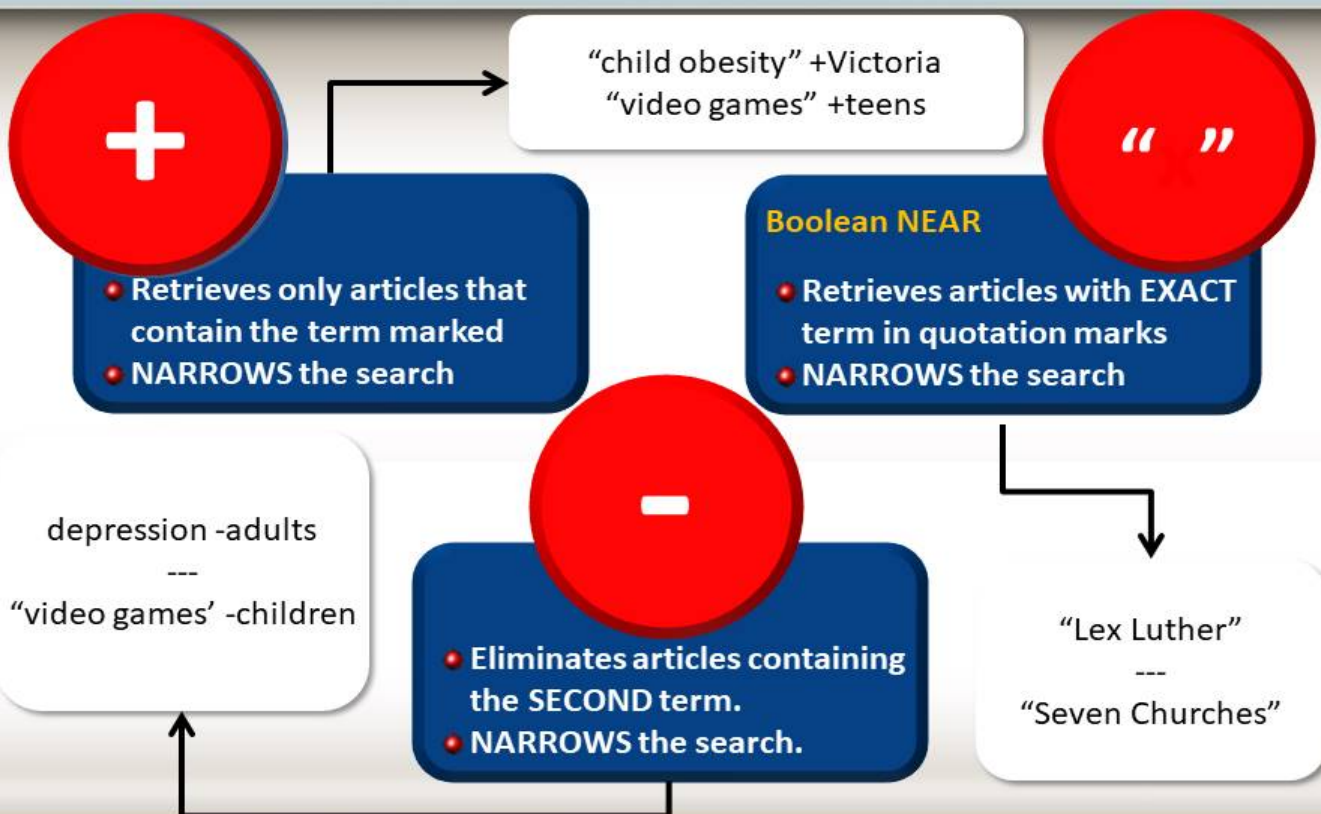 +
“child obesity” +Victoria
“video games” +teens
“x”
• Retrieves only articles that
contain the term marked
• NARROWS the search
Boolean NEAR
• Retrieves articles with EXACT
term in quotation marks
• NARROWS the search
-
depression -adults
---
“video games’ -children
• Eliminates articles containing
the SECOND term.
• NARROWS the search.
“Lex Luther”
---
“Seven Churches”